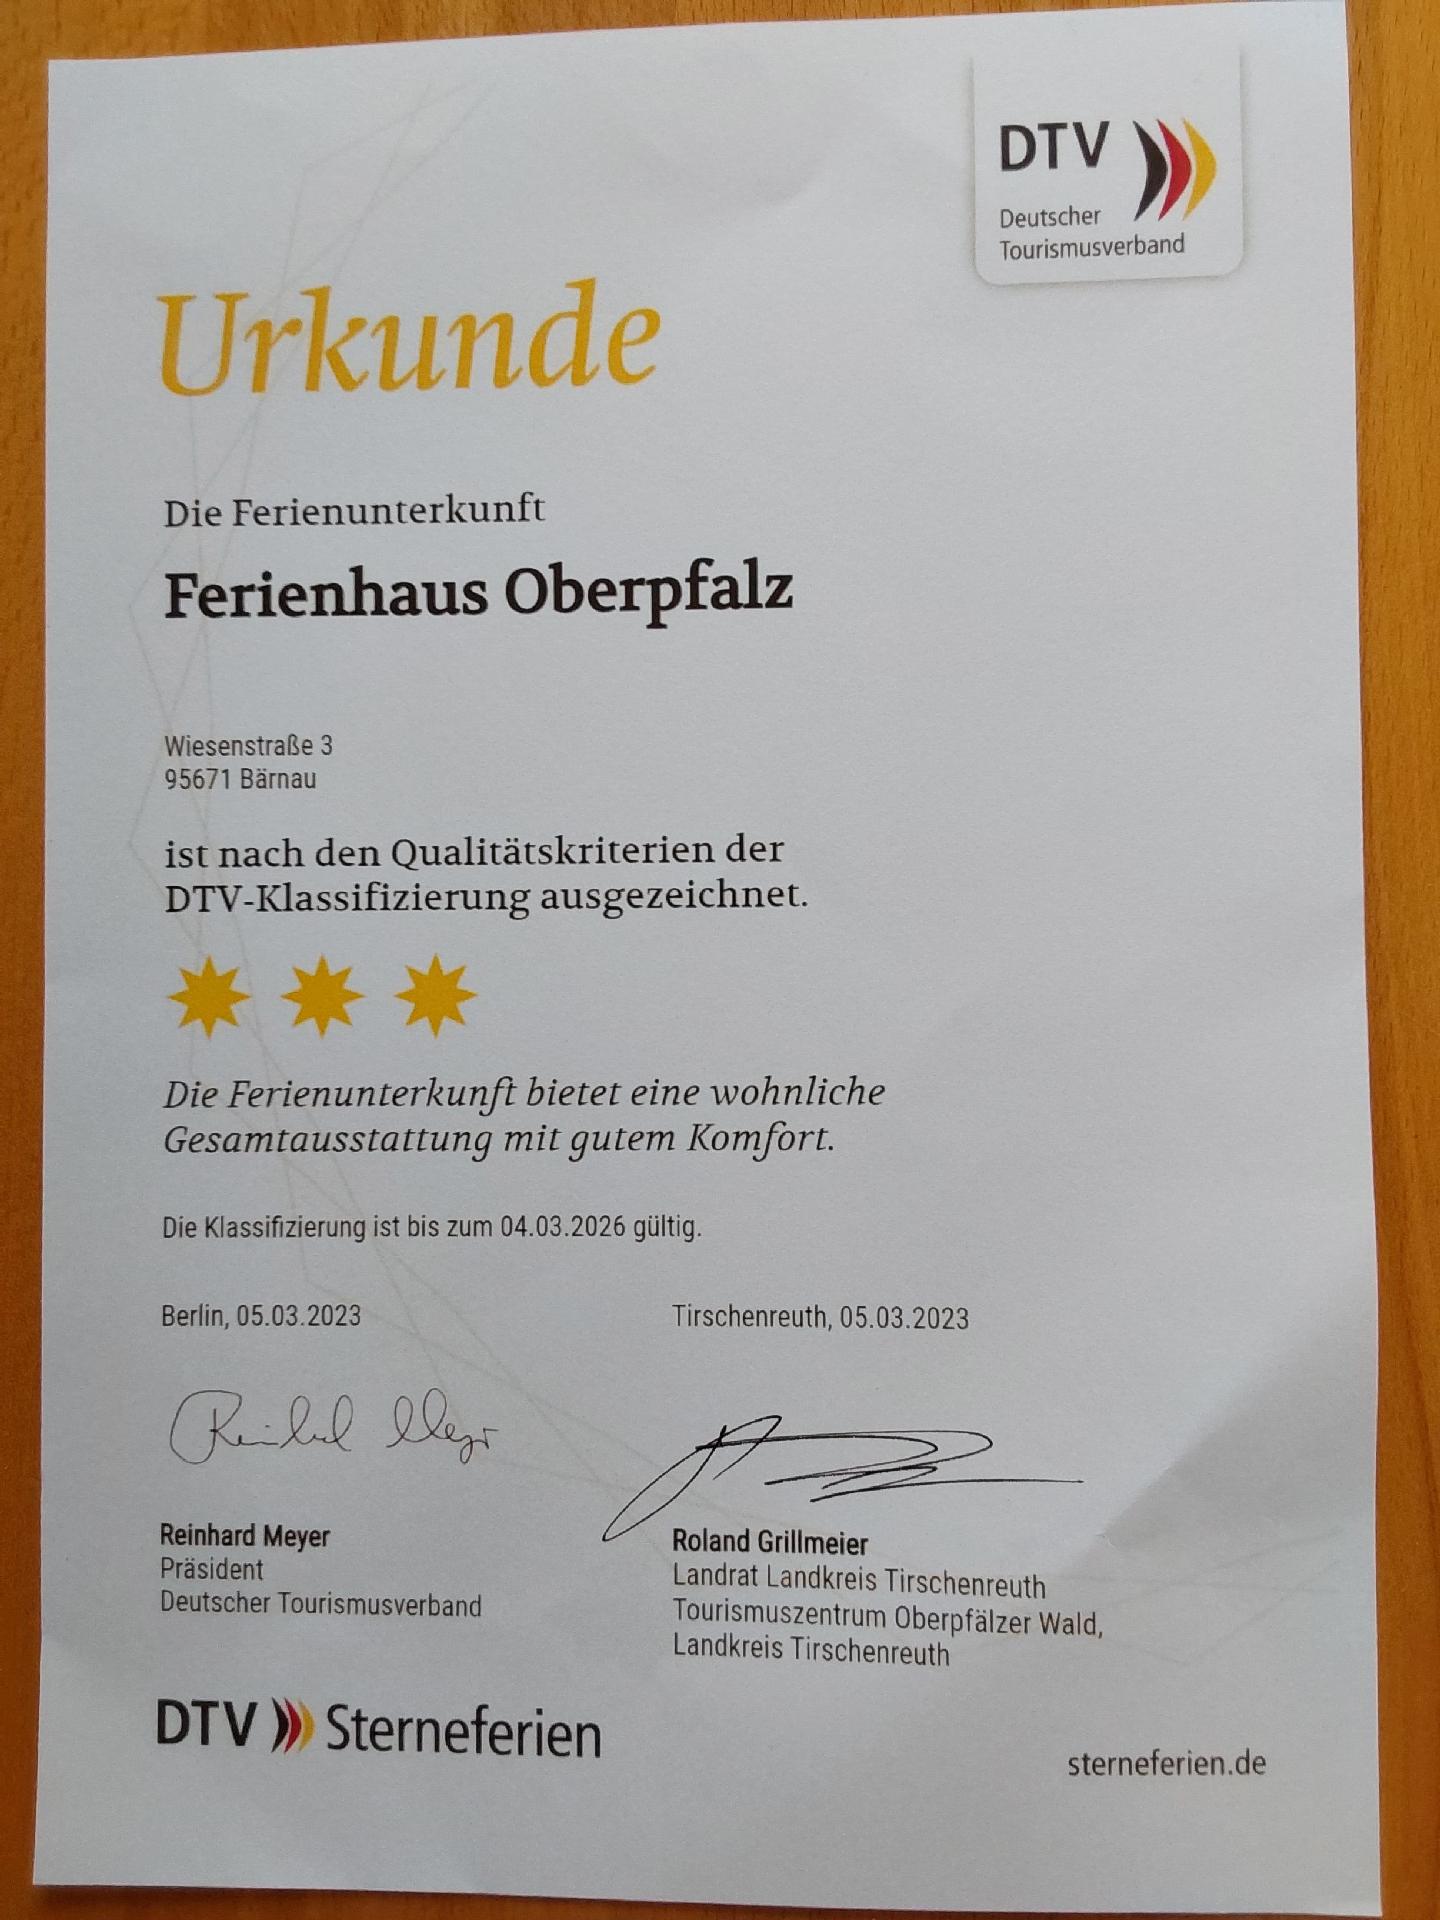 DTV
Deutscher
Tourismusverband
Urkunde
Die Ferienunterkunft
Ferienhaus Oberpfalz
Wiesenstraße 3
95671 Bärnau
ist nach den Qualitätskriterien der
DTV-Klassifizierung ausgezeichnet.
Die Ferienunterkunft bietet eine wohnliche
Gesamtausstattung mit gutem Komfort.
Die Klassifizierung ist bis zum 04.03.2026 gültig.
Berlin, 05.03.2023
Reinhard Meyer
Reinhard Meyer
Präsident
Deutscher Tourismusverband
Tirschenreuth, 05.03.2023
Roland Grillmeier
Landrat Landkreis Tirschenreuth
Tourismuszentrum Oberpfälzer Wald,
Landkreis Tirschenreuth
DTV Sterneferien
sterneferien.de